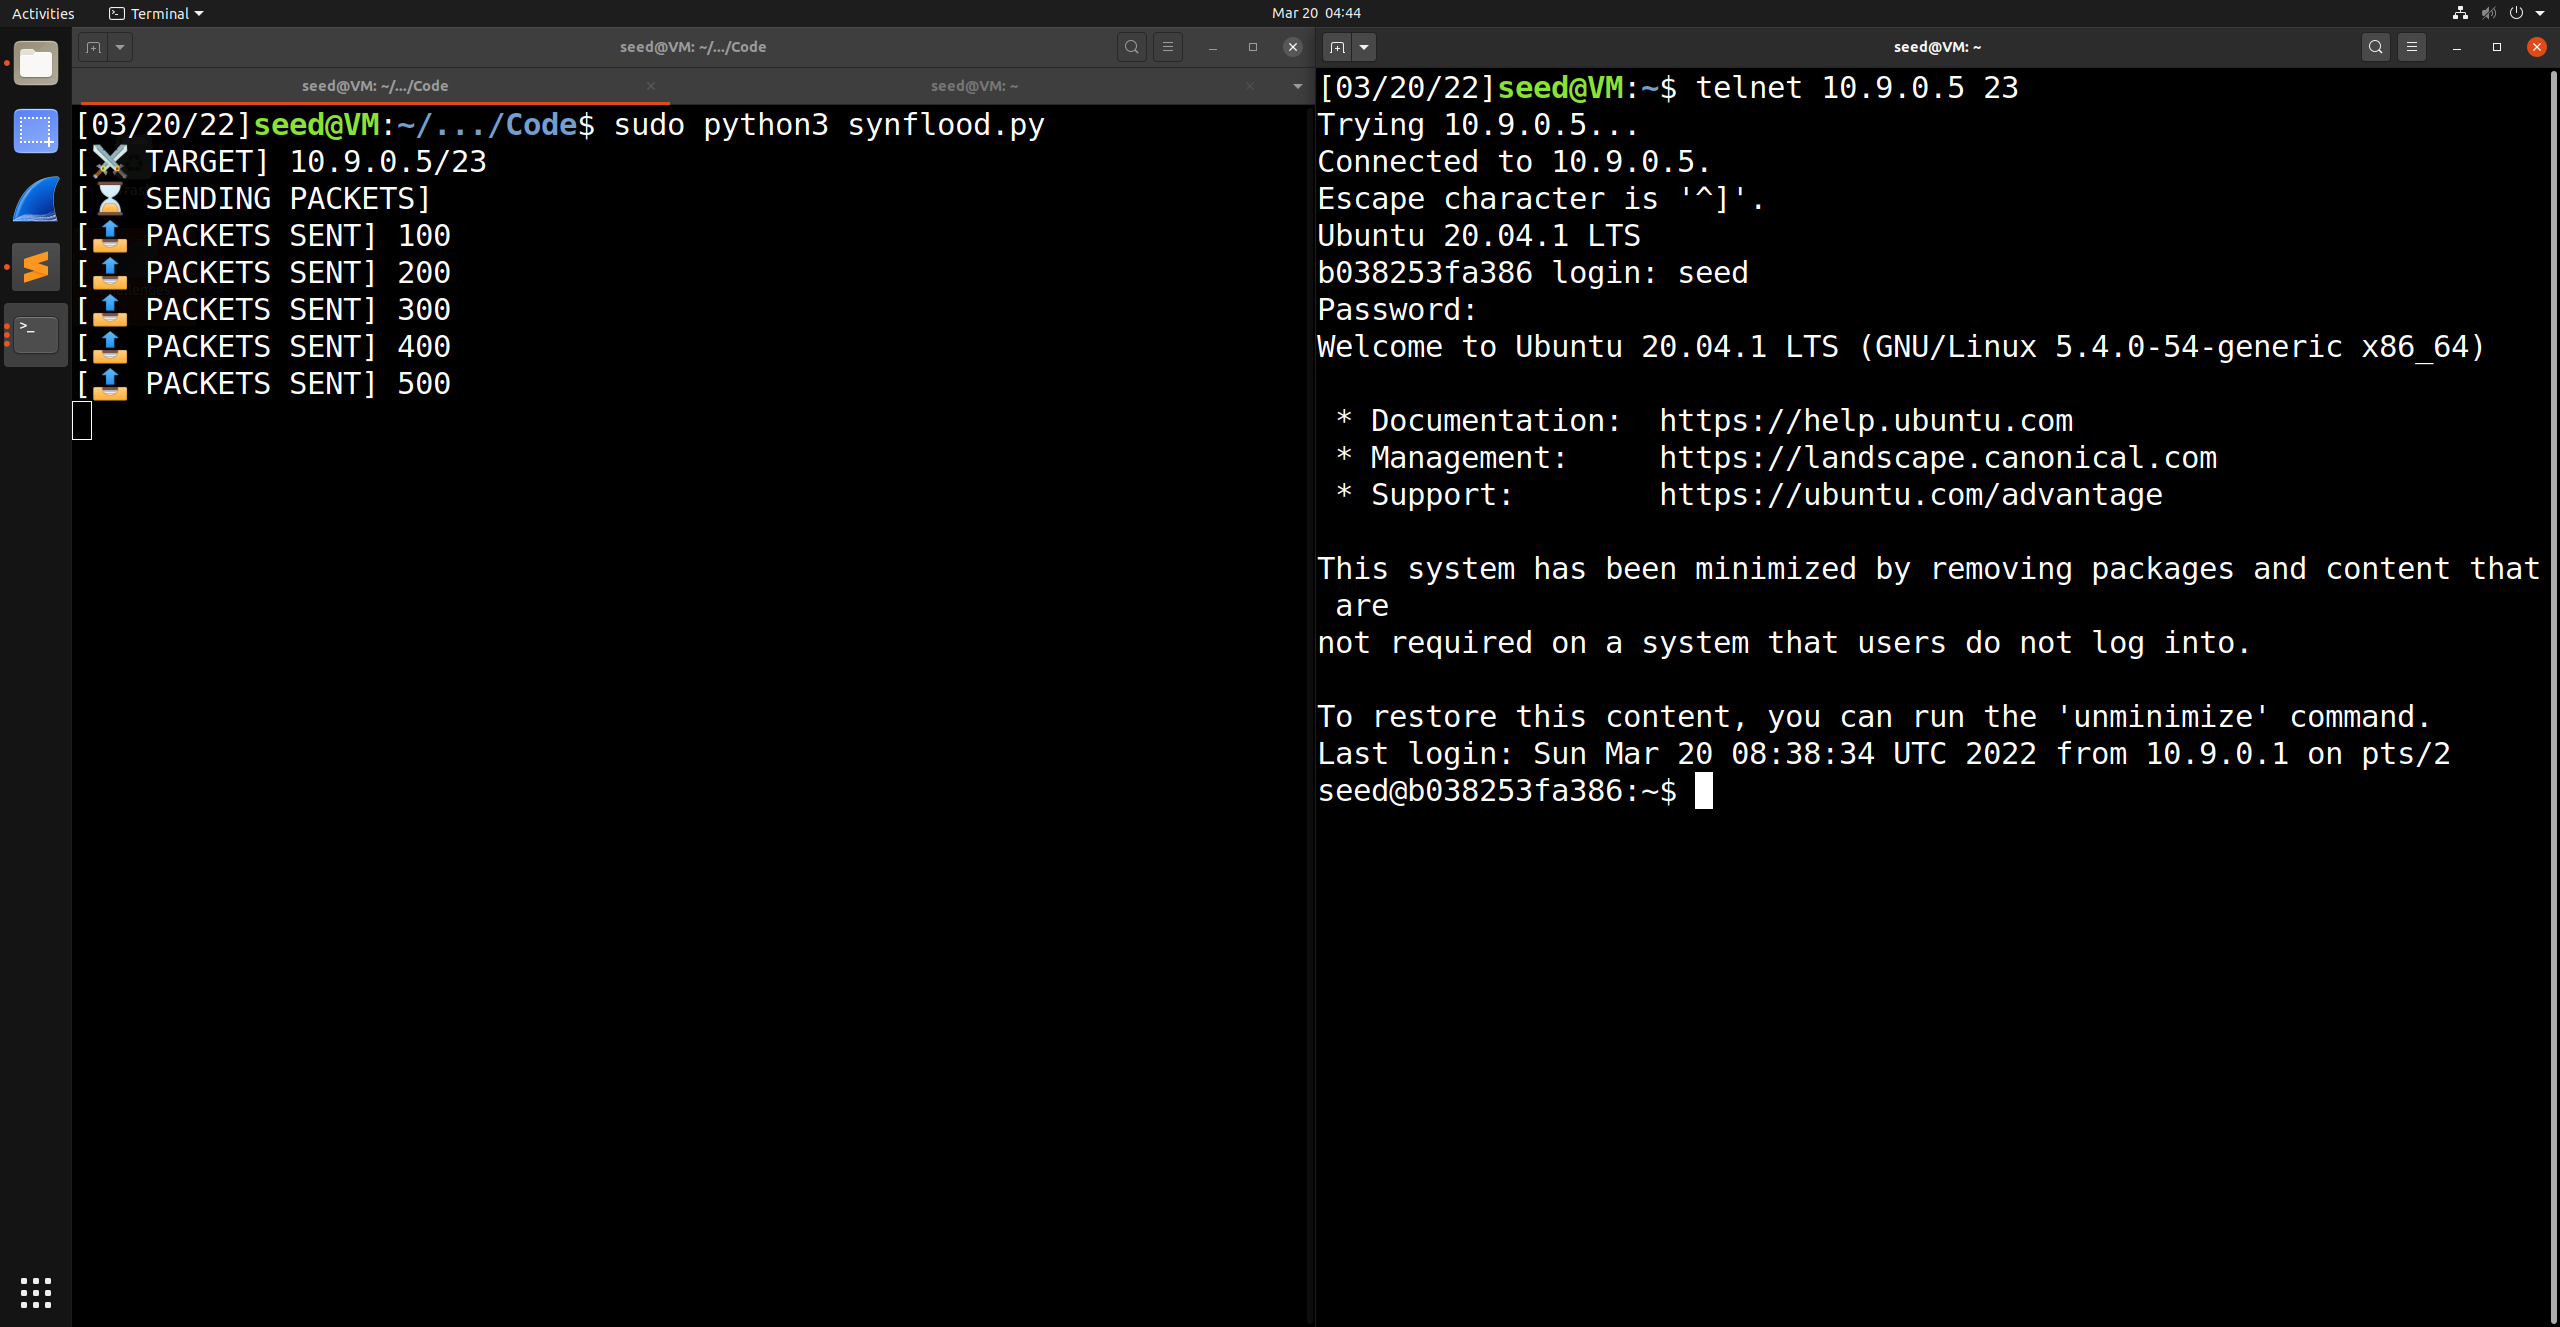 Activities
Terminal
Mar 20 04:44
seed@VM: ~/.../Code
seed@VM: ~/.../Code
seed@VM: ~
[03/20/22]seed@VM:~/.../Code$ sudo python3 synflood.py
[⚔️ TARGET] 10.9.0.5/23
[⌛ SENDING PACKETS]
[📤 PACKETS SENT] 100
[📤 PACKETS SENT] 200
[📤 PACKETS SENT] 300
[📤 PACKETS SENT] 400
[📤 PACKETS SENT] 500
seed@VM: ~
[03/20/22]seed@VM:~$ telnet 10.9.0.5 23
Trying 10.9.0.5...
Connected to 10.9.0.5.
Escape character is '^]'.
Ubuntu 20.04.1 LTS
b038253fa386 login: seed
Password:
Welcome to Ubuntu 20.04.1 LTS (GNU/Linux 5.4.0-54-generic x86_64)
 * Documentation:  https://help.ubuntu.com
 * Management:     https://landscape.canonical.com
 * Support:        https://ubuntu.com/advantage
This system has been minimized by removing packages and content that
 are
not required on a system that users do not log into.
To restore this content, you can run the 'unminimize' command.
Last login: Sun Mar 20 08:38:34 UTC 2022 from 10.9.0.1 on pts/2
seed@b038253fa386:~$